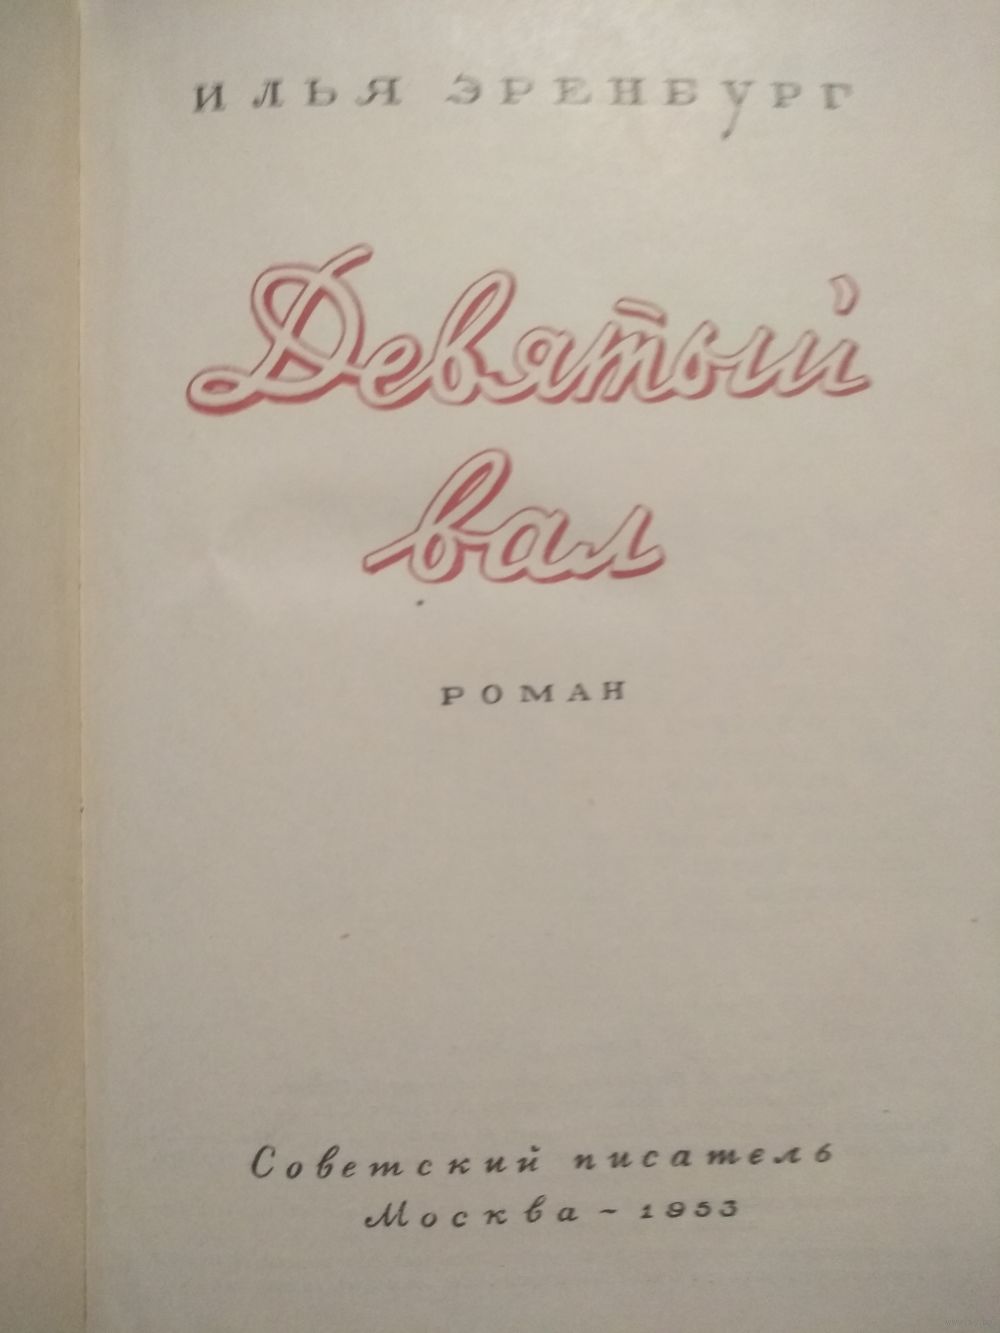 ИЛЬЯ ЭРЕНБУРГ
Девятый
вал
РОМАН
Советский писатель
Москва - 1953